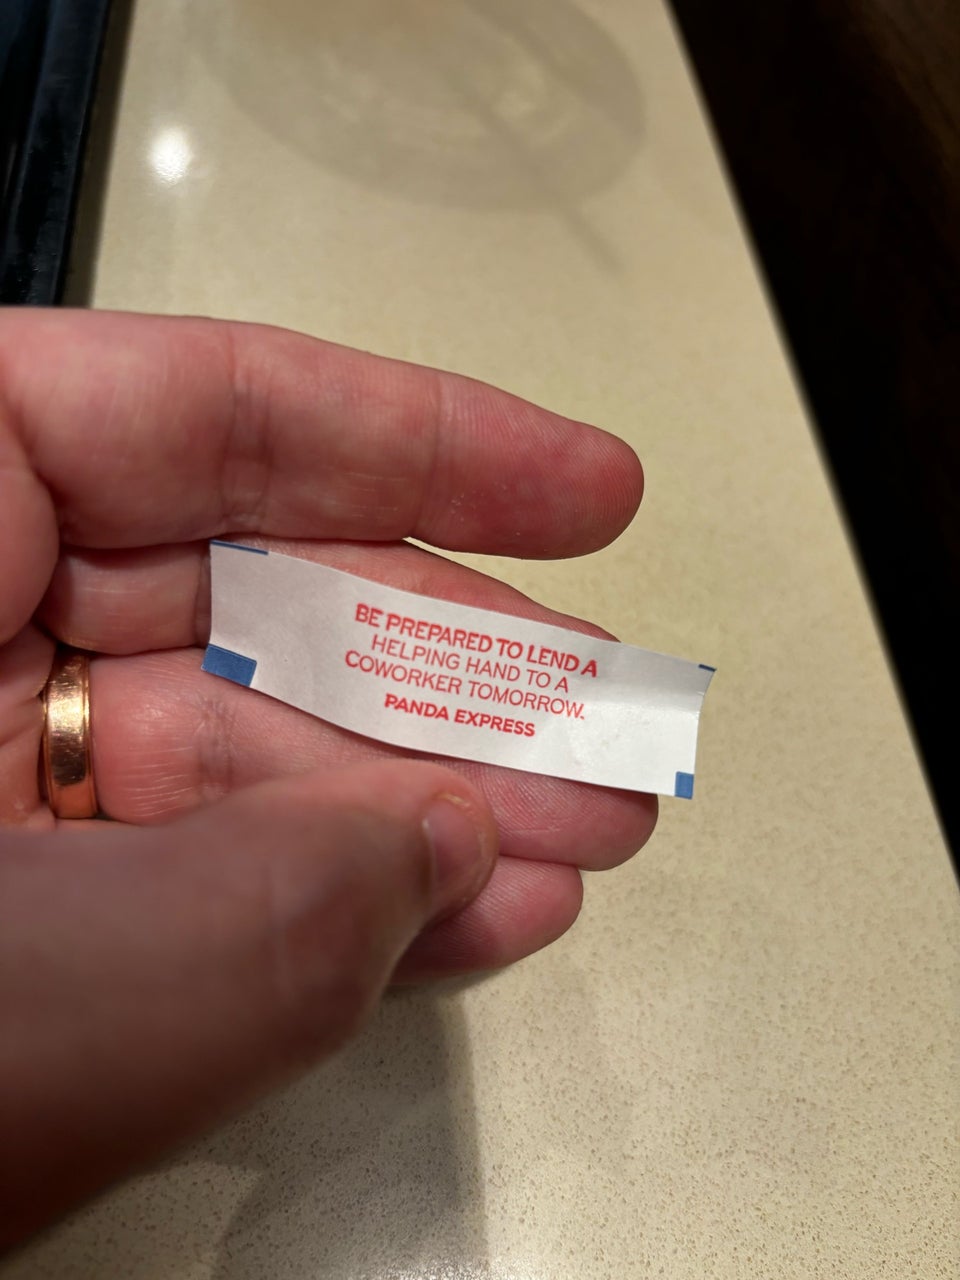 BE PREPARED TO LEND A
HELPING HAND TO A
COWORKER TOMORROW.
PANDA EXPRESS